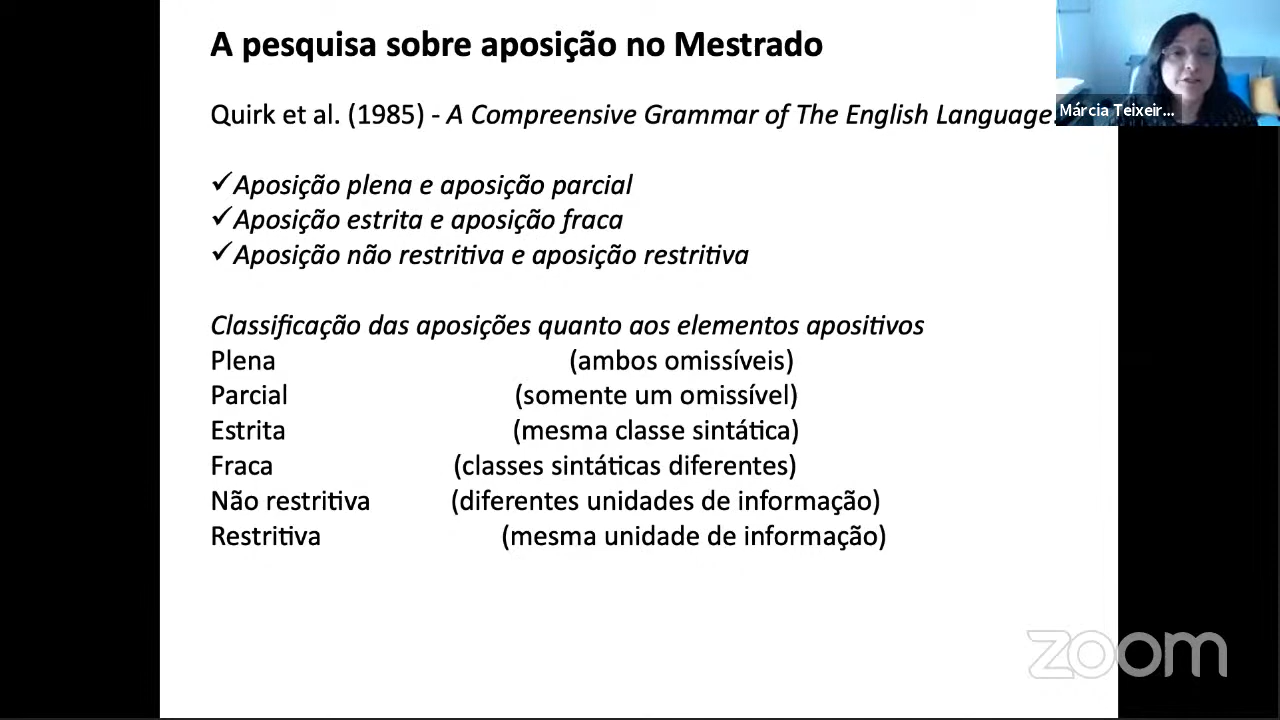 A pesquisa sobre aposição no Mestrado
Quirk et al. (1985) - A Compreensive Grammar of The English Language.
Márcia Teixeir...
✓Aposição plena e aposição parcial
✓Aposição estrita e aposição fraca
✓Aposição não restritiva e aposição restritiva
Classificação das aposições quanto aos elementos apositivos
Plena (ambos omissíveis)
Parcial (somente um omissível)
Estrita (mesma classe sintática)
Fraca (classes sintáticas diferentes)
Não restritiva (diferentes unidades de informação)
Restritiva (mesma unidade de informação)
zoom